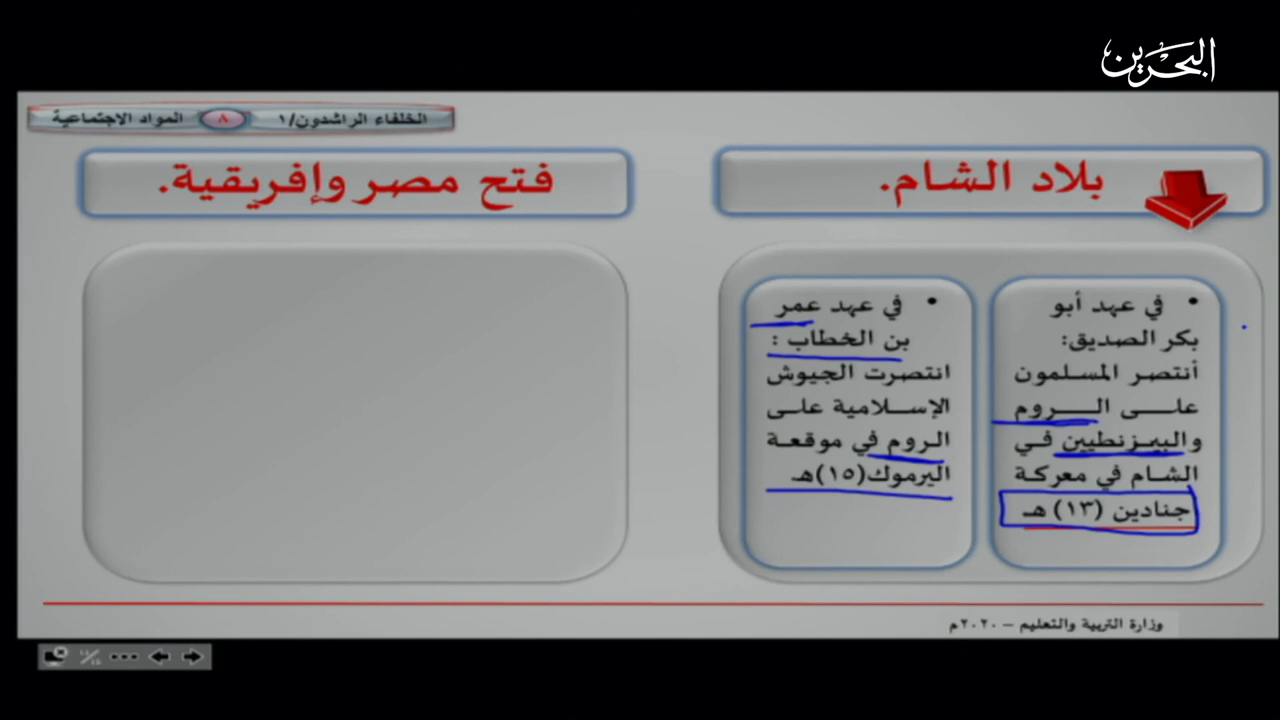 البحرين
الخلفاء الراشدون/١ ٨ المواد الاجتماعية
بلاد الشام.
• في عهد أبو
بكر الصديق:
أنتصر المسلمون
على الروم
والبيزنطيين في
الشام في معركة
جنادين (١٣) هـ
• في عهد عمر
بن الخطاب :
انتصرت الجيوش
الإسلامية على
الروم في موقعة
اليرموك(١٥)هـ
فتح مصر وإفريقية.
وزارة التربية والتعليم – ٢٠٢٠م